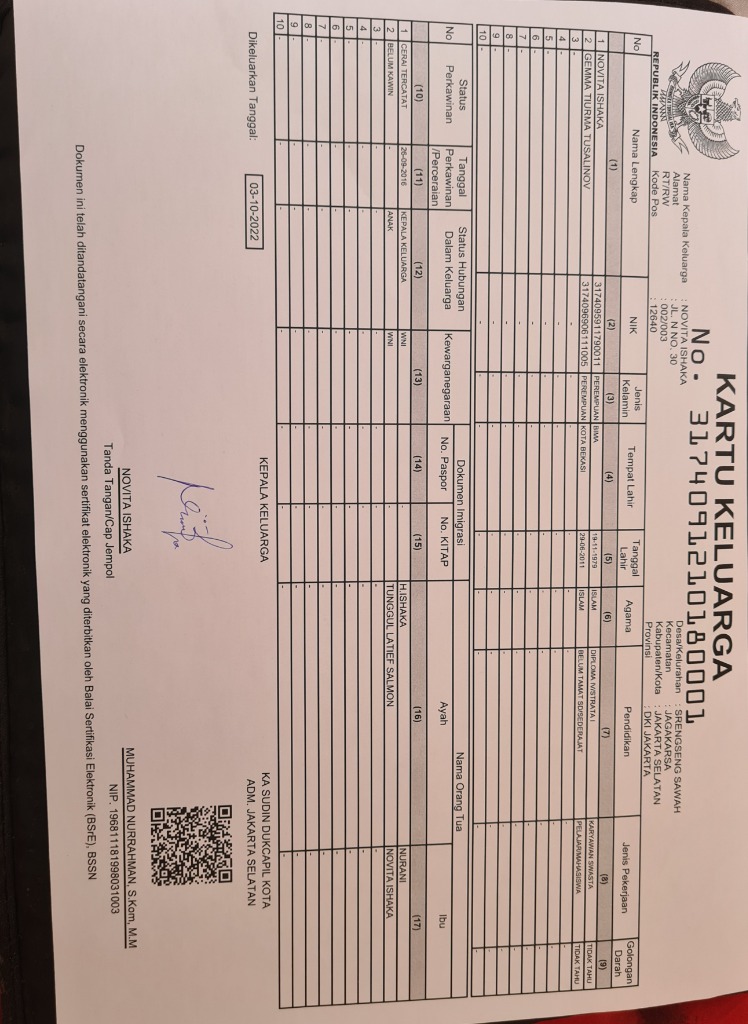 REPUBLIK INDONESIA
KARTU KELUARGA
No. 3174091210180001
Nama Kepala Keluarga : NOVITA ISHAKA
Alamat : JL. N NO. 30
RT/RW : 002/003
Kode Pos : 12640
Desa/Kelurahan : SRENGSENG SAWAH
Kecamatan : JAGAKARSA
Kabupaten/Kota : JAKARTA SELATAN
Provinsi : DKI JAKARTA
No Nama Lengkap NIK Jenis Kelamin Tempat Lahir Tanggal Lahir Agama Pendidikan Jenis Pekerjaan Golongan Darah
(1) (2) (3) (4) (5) (6) (7) (8) (9)
1 NOVITA ISHAKA 3174095911790011 PEREMPUAN BIMA 19-11-1979 ISLAM DIPLOMA IV/STRATA I KARYAWAN SWASTA TIDAK TAHU
2 GEMMA TIURMA TUSALINOV 3174096906111005 PEREMPUAN KOTA BEKASI 29-06-2011 ISLAM BELUM TAMAT SD/SEDERAJAT PELAJAR/MAHASISWA TIDAK TAHU
3 - - - - - - - - -
4 - - - - - - - - -
5 - - - - - - - - -
6 - - - - - - - - -
7 - - - - - - - - -
8 - - - - - - - - -
9 - - - - - - - - -
10 - - - - - - - - -
No Status Perkawinan Tanggal Perkawinan /Perceraian Status Hubungan Dalam Keluarga Kewarganegaraan Dokumen Imigrasi Nama Orang Tua
No. Paspor No. KITAP Ayah Ibu
(10) (11) (12) (13) (14) (15) (16) (17)
1 CERAI TERCATAT 26-09-2016 KEPALA KELUARGA WNI - - H.ISHAKA NURANI
2 BELUM KAWIN - ANAK WNI - - TUNGGUL LATIEF SALMON NOVITA ISHAKA
3 - - - - - - - -
4 - - - - - - - -
5 - - - - - - - -
6 - - - - - - - -
7 - - - - - - - -
8 - - - - - - - -
9 - - - - - - - -
10 - - - - - - - -
Dikeluarkan Tanggal: 03-10-2022
KEPALA KELUARGA
NOVITA ISHAKA
Tanda Tangan/Cap Jempol
KA SUDIN DUKCAPIL KOTA
ADM. JAKARTA SELATAN
MUHAMMAD NURRAHMAN, S.Kom, M.M
NIP. 196811181998031003
Dokumen ini telah ditandatangani secara elektronik menggunakan sertifikat elektronik yang diterbitkan oleh Balai Sertifikasi Elektronik (BSrE), BSSN